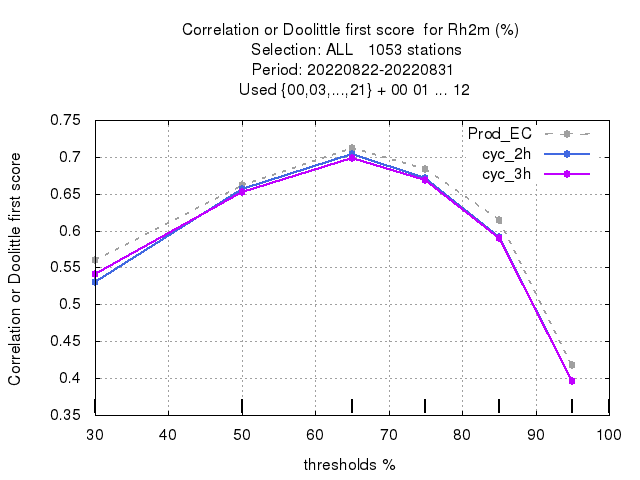 Correlation or Doolittle first score  for Rh2m (%)
Selection: ALL   1053 stations
Period: 20220822-20220831
Used {00,03,...,21} + 00 01 ... 12
Correlation or Doolittle first score
0.75
0.7
0.65
0.6
0.55
0.5
0.45
0.4
0.35
Prod_EC
cyc_2h
cyc_3h
30 40 50 60 70 80 90 100
thresholds %